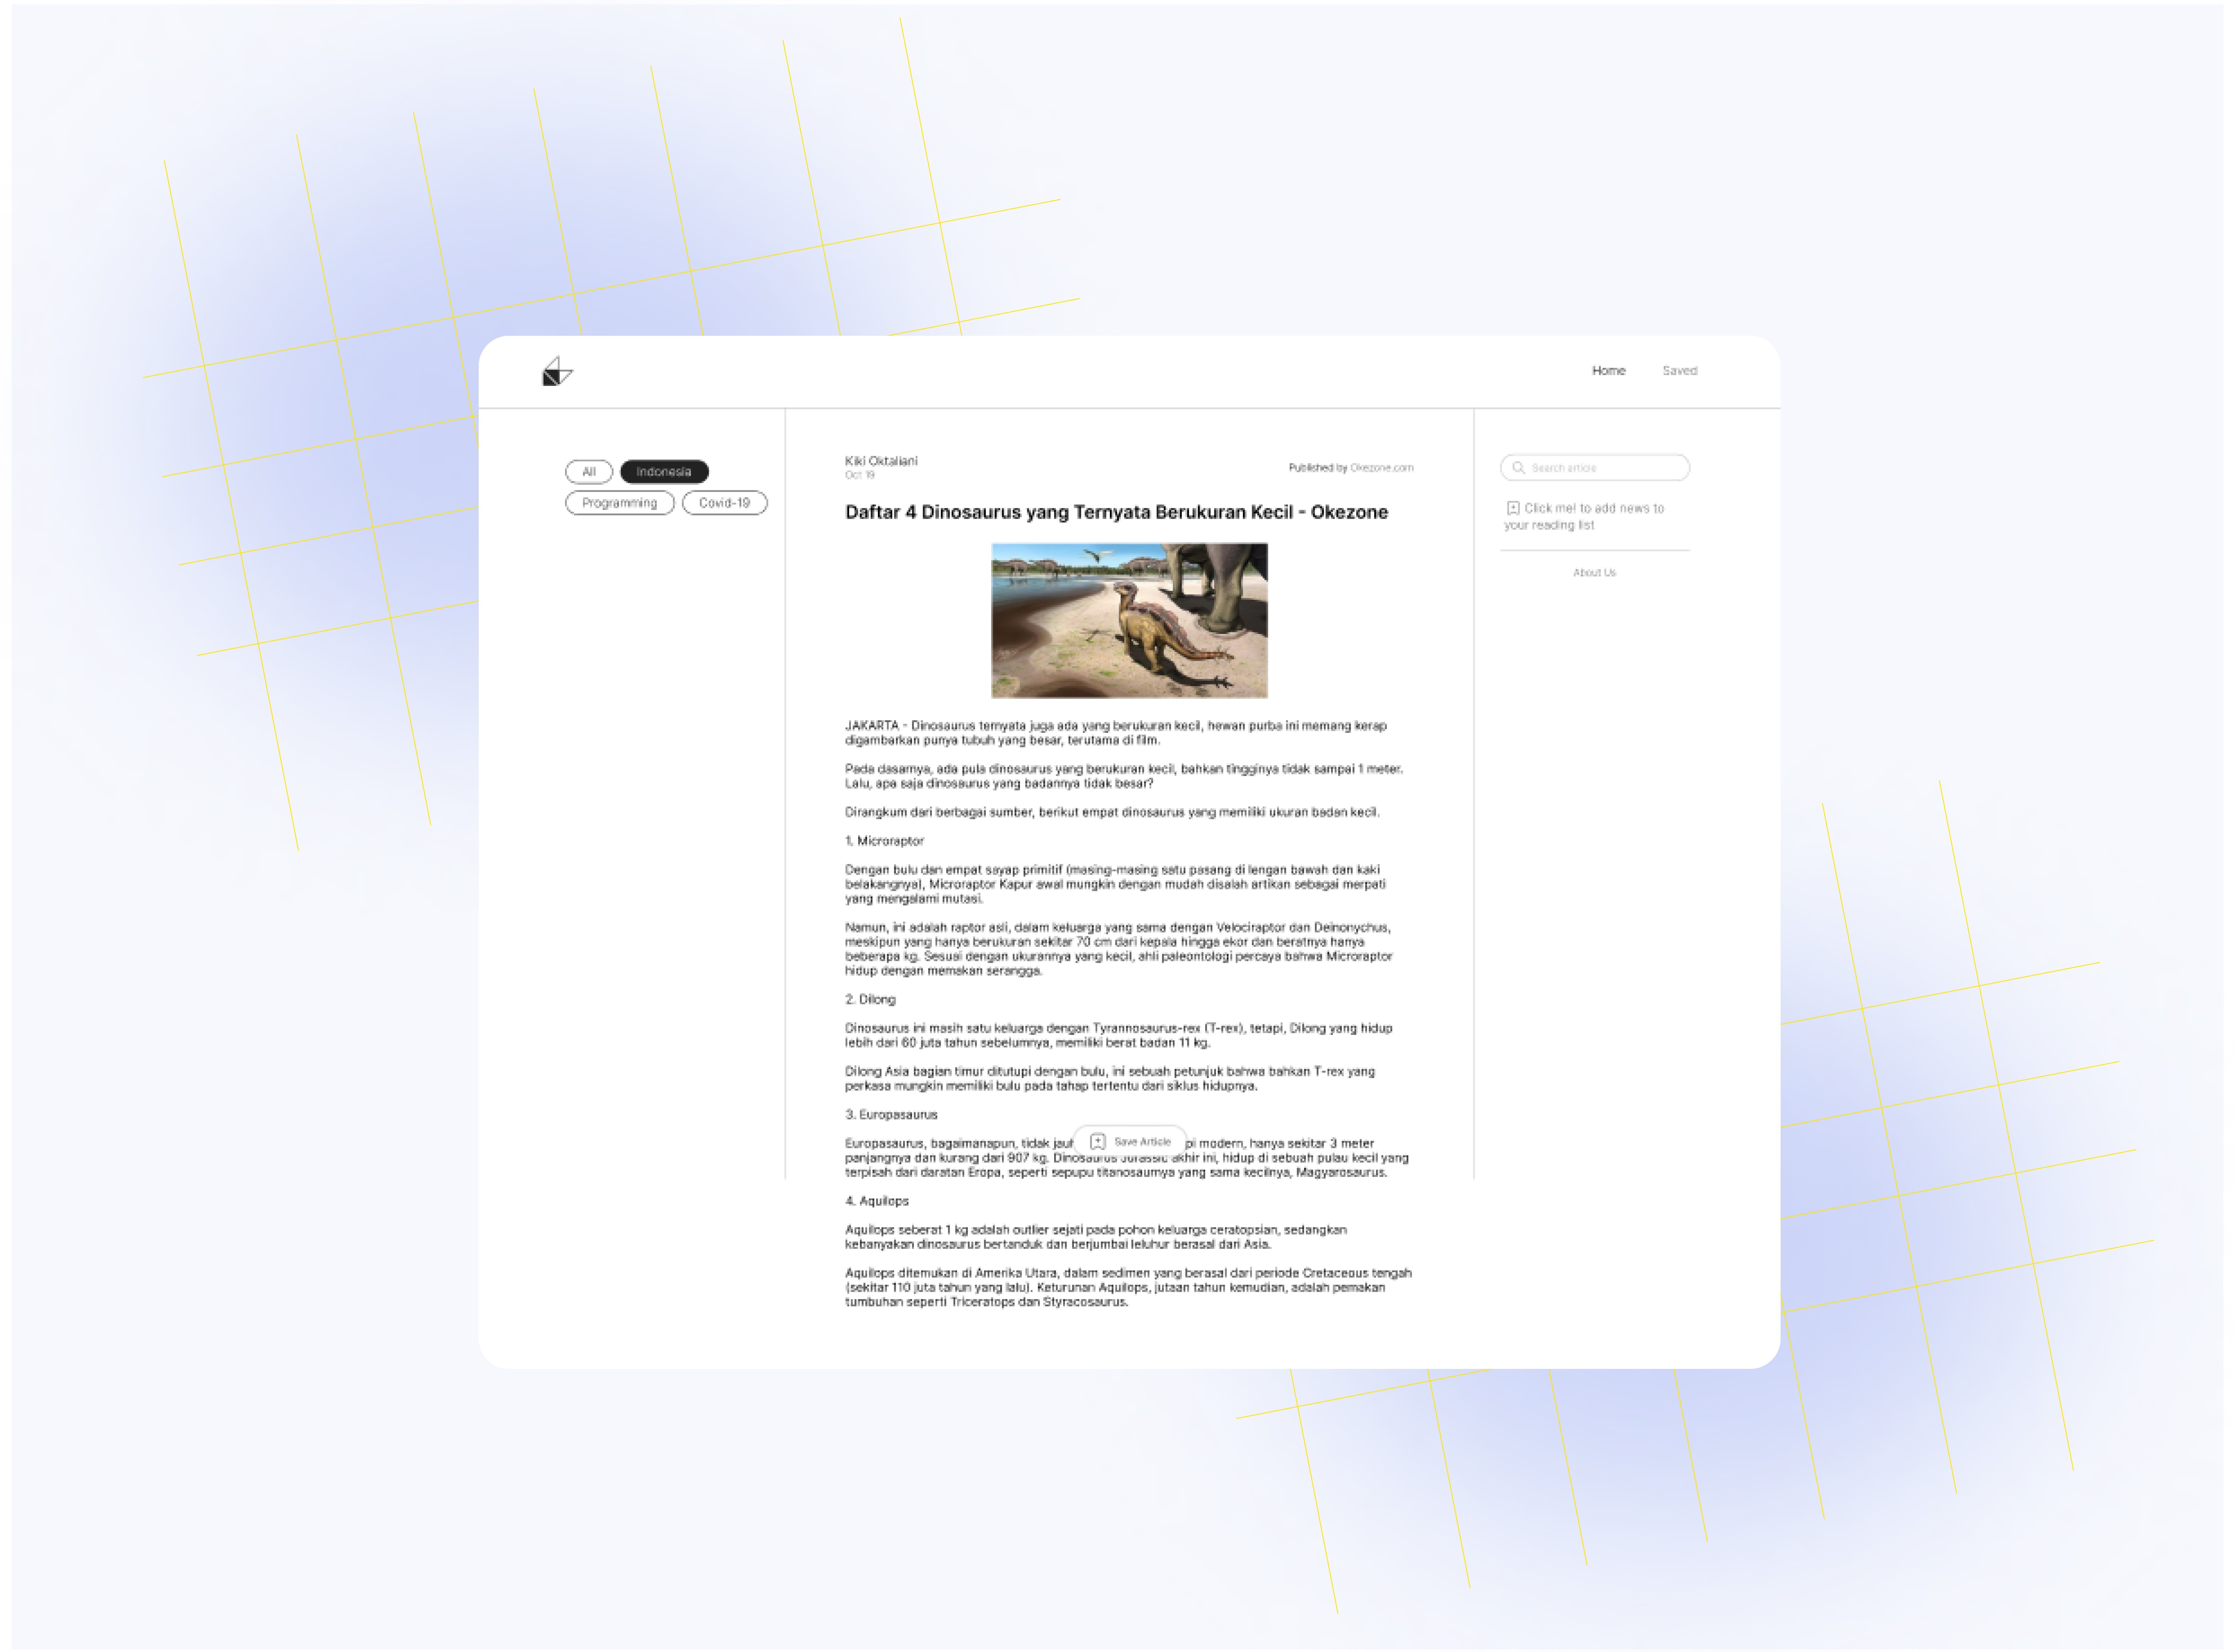 Home
Saved
All
Indonesia
Programming
Covid-19
Kiki Oktaliani
Oct 19
Published by Okezone.com
Daftar 4 Dinosaurus yang Ternyata Berukuran Kecil - Okezone
JAKARTA - Dinosaurus ternyata juga ada yang berukuran kecil, hewan purba ini memang kerap
digambarkan punya tubuh yang besar, terutama di film.
Pada dasarnya, ada pula dinosaurus yang berukuran kecil, bahkan tingginya tidak sampai 1 meter.
Lalu, apa saja dinosaurus yang badannya tidak besar?
Dirangkum dari berbagai sumber, berikut empat dinosaurus yang memiliki ukuran badan kecil.
1. Microraptor
Dengan bulu dan empat sayap primitif (masing-masing satu pasang di lengan bawah dan kaki
belakangnya), Microraptor Kapur awal mungkin dengan mudah disalah artikan sebagai merpati
yang mengalami mutasi.
Namun, ini adalah raptor asli, dalam keluarga yang sama dengan Velociraptor dan Deinonychus,
meskipun yang hanya berukuran sekitar 70 cm dari kepala hingga ekor dan beratnya hanya
beberapa kg. Sesuai dengan ukurannya yang kecil, ahli paleontologi percaya bahwa Microraptor
hidup dengan memakan serangga.
2. Dilong
Dinosaurus ini masih satu keluarga dengan Tyrannosaurus-rex (T-rex), tetapi, Dilong yang hidup
lebih dari 60 juta tahun sebelumnya, memiliki berat badan 11 kg.
Dilong Asia bagian timur ditutupi dengan bulu, ini sebuah petunjuk bahwa bahkan T-rex yang
perkasa mungkin memiliki bulu pada tahap tertentu dari siklus hidupnya.
3. Europasaurus
Europasaurus, bagaimanapun, tidak modern, hanya sekitar 3 meter
panjangnya dan kurang dari 907 kg. Dinosaurus Jurassic akhir ini, hidup di sebuah pulau kecil yang
terpisah dari daratan Eropa, seperti sepupu titanosaurnya yang sama kecilnya, Magyarosaurus.
Save Article
4. Aquilops
Aquilops seberat 1 kg adalah outlier sejati pada pohon keluarga ceratopsian, sedangkan
kebanyakan dinosaurus bertanduk dan berjumbai leluhur berasal dari Asia.
Aquilops ditemukan di Amerika Utara, dalam sedimen yang berasal dari periode Cretaceous tengah
(sekitar 110 juta tahun yang lalu). Keturunan Aquilops, jutaan tahun kemudian, adalah pemakan
tumbuhan seperti Triceratops dan Styracosaurus.
Search article
Click me! to add news to
your reading list
About Us